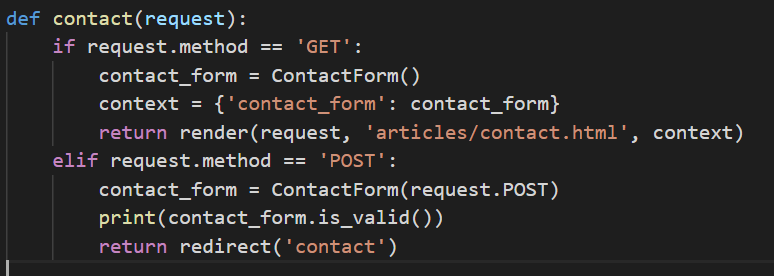 def contact(request):
    if request.method == 'GET':
        contact_form = ContactForm()
        context = {'contact_form': contact_form}
        return render(request, 'articles/contact.html', context)
    elif request.method == 'POST':
        contact_form = ContactForm(request.POST)
        print(contact_form.is_valid())
        return redirect('contact')